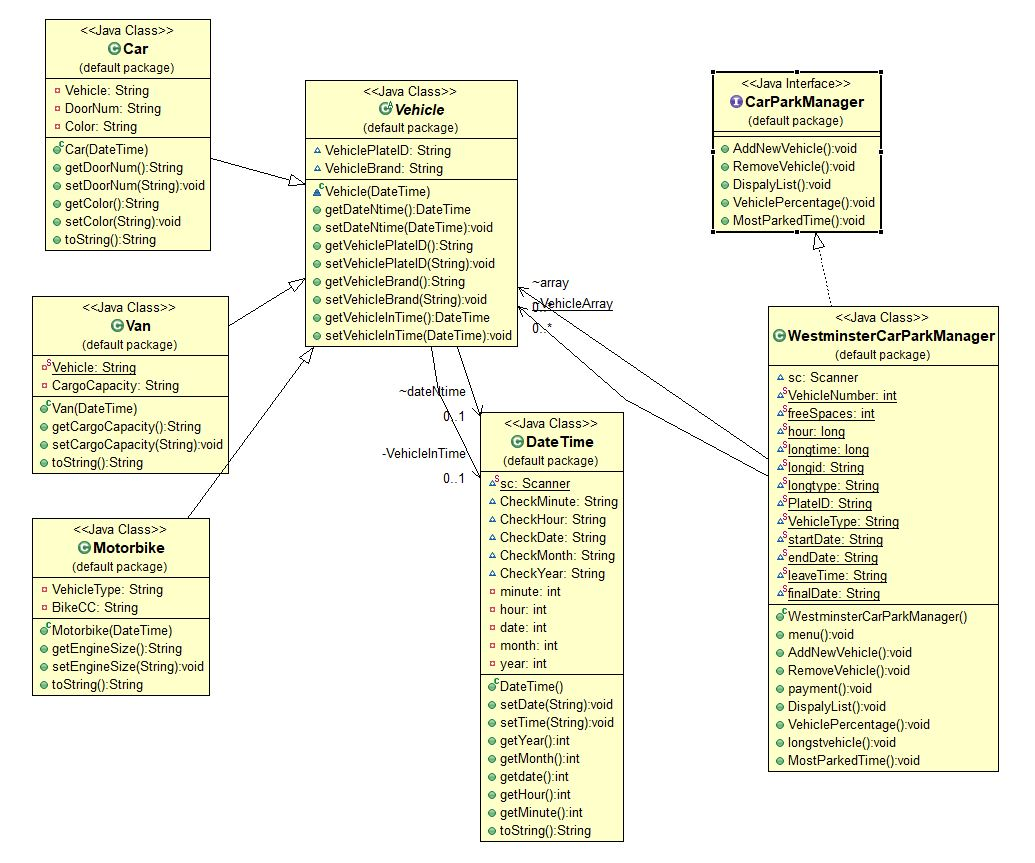 <<Java Class>>
Car
(default package)
Vehicle: String
DoorNum: String
Color: String
Car(DateTime)
getDoorNum():String
setDoorNum(String):void
getColor():String
setColor(String):void
toString():String
<<Java Class>>
Vehicle
(default package)
VehiclePlateID: String
VehicleBrand: String
Vehicle(DateTime)
getDateNtime():DateTime
setDateNtime(DateTime):void
getVehiclePlateID():String
setVehiclePlateID(String):void
getVehicleBrand():String
setVehicleBrand(String):void
getVehicleInTime():DateTime
setVehicleInTime(DateTime):void
<<Java Interface>>
CarParkManager
(default package)
AddNewVehicle():void
RemoveVehicle():void
DispalyList():void
VehiclePercentage():void
MostParkedTime():void
~array
0..*
~VehicleArray
0..*
<<Java Class>>
Van
(default package)
Vehicle: String
CargoCapacity: String
Van(DateTime)
getCargoCapacity():String
setCargoCapacity(String):void
toString():String
<<Java Class>>
Motorbike
(default package)
VehicleType: String
BikeCC: String
Motorbike(DateTime)
getEngineSize():String
setEngineSize(String):void
toString():String
~dateNtime
0..1
-VehicleInTime
0..1
<<Java Class>>
DateTime
(default package)
sc: Scanner
CheckMinute: String
CheckHour: String
CheckDate: String
CheckMonth: String
CheckYear: String
minute: int
hour: int
date: int
month: int
year: int
DateTime()
setDate(String):void
setTime(String):void
getYear():int
getMonth():int
getdate():int
getHour():int
getMinute():int
toString():String
<<Java Class>>
WestminsterCarParkManager
(default package)
sc: Scanner
VehicleNumber: int
freeSpaces: int
hour: long
longtime: long
longid: String
longtype: String
PlateID: String
VehicleType: String
startDate: String
endDate: String
leaveTime: String
finalDate: String
WestminsterCarParkManager()
menu():void
AddNewVehicle():void
RemoveVehicle():void
payment():void
DispalyList():void
VehiclePercentage():void
longstvehicle():void
MostParkedTime():void